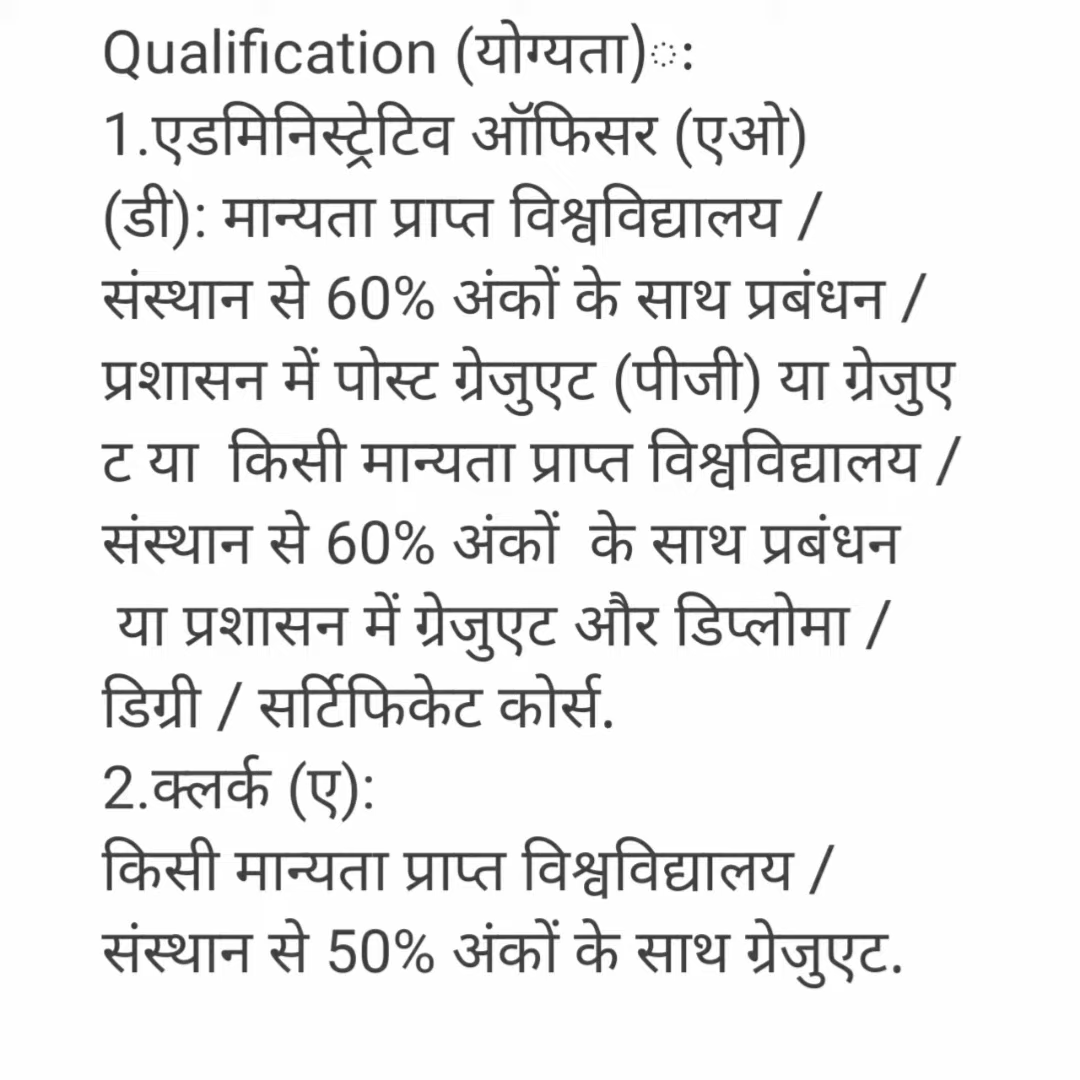 Qualification (योग्यता)ः:
1.एडमिनिस्ट्रेटिव ऑफिसर (एओ)
(डी): मान्यता प्राप्त विश्वविद्यालय /
संस्थान से 60% अंकों के साथ प्रबंधन /
प्रशासन में पोस्ट ग्रेजुएट (पीजी) या ग्रेजुए
ट या  किसी मान्यता प्राप्त विश्वविद्यालय /
संस्थान से 60% अंकों  के साथ प्रबंधन
 या प्रशासन में ग्रेजुएट और डिप्लोमा /
डिग्री / सर्टिफिकेट कोर्स.
2.क्लर्क (ए):
किसी मान्यता प्राप्त विश्वविद्यालय /
संस्थान से 50% अंकों के साथ ग्रेजुएट.